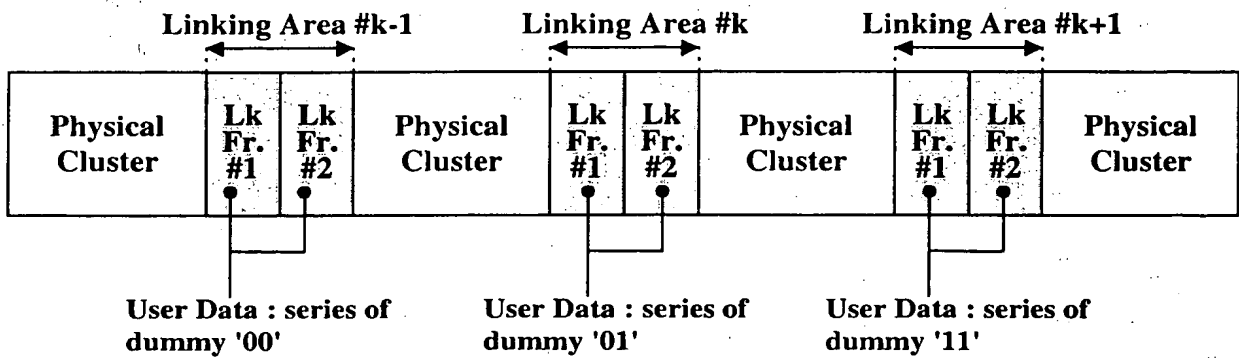 Linking Area #k-1 Linking Area #k Linking Area #k+1
Physical Cluster
Lk Fr. #1
Lk Fr. #2
Physical Cluster
Lk Fr. #1
Lk Fr. #2
Physical Cluster
Lk Fr. #1
Lk Fr. #2
Physical Cluster
User Data : series of
dummy '00'
User Data : series of
dummy '01'
User Data : series of
dummy '11'